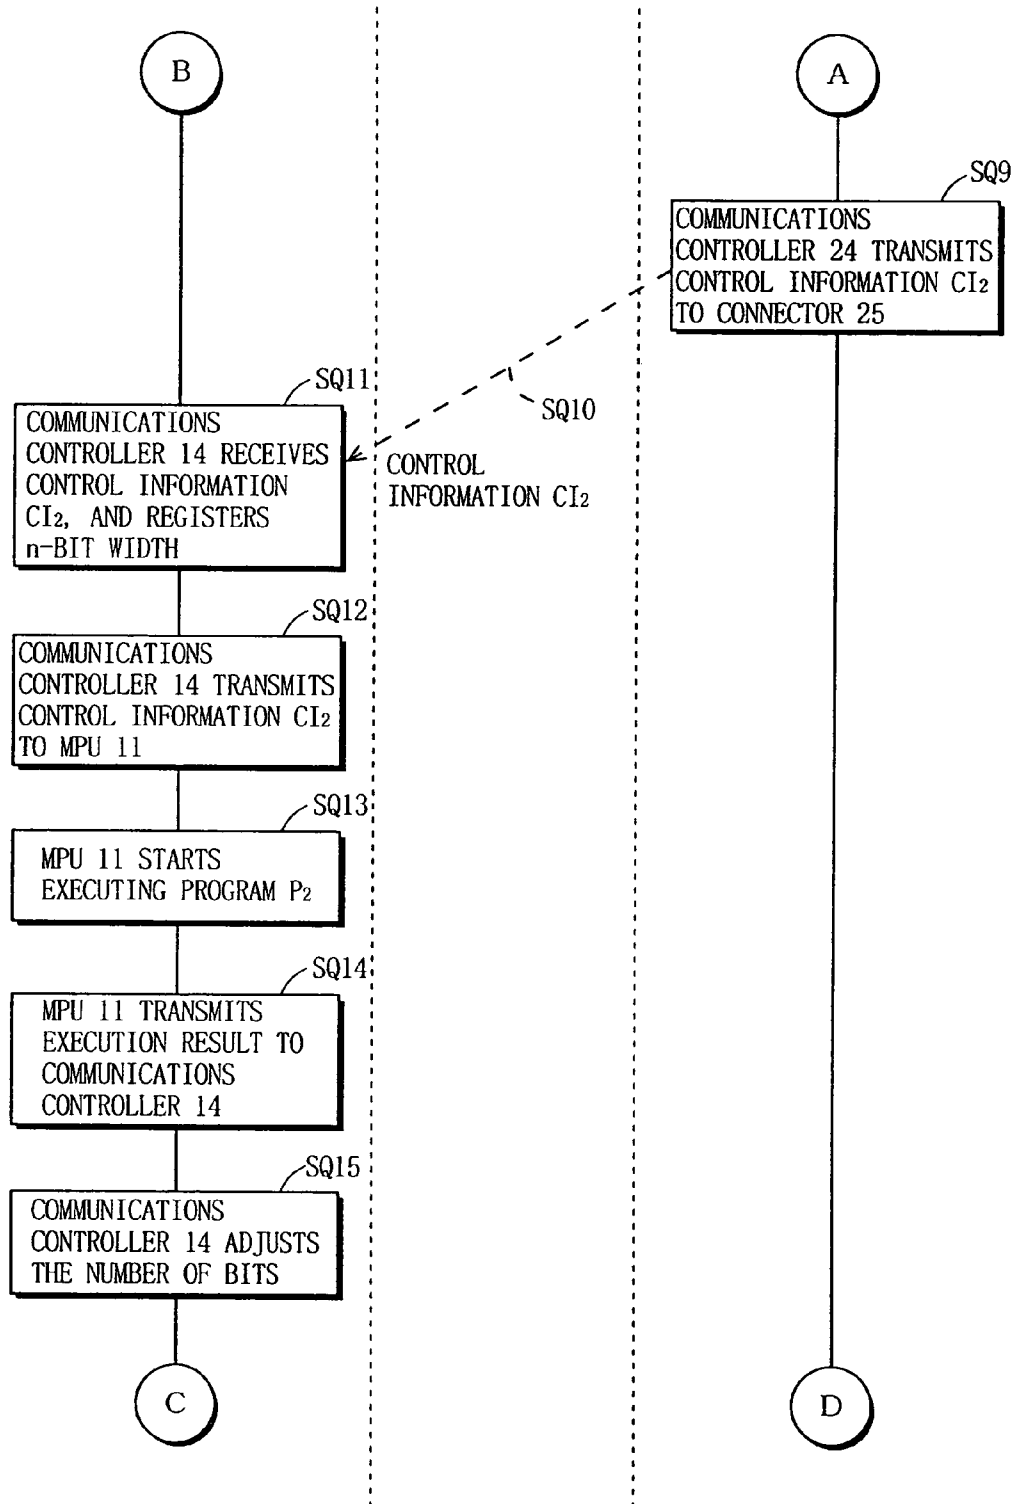 B
A
SQ9
COMMUNICATIONS
CONTROLLER 24 TRANSMITS
CONTROL INFORMATION CI₂
TO CONNECTOR 25
SQ10
CONTROL
INFORMATION CI₂
SQ11
COMMUNICATIONS
CONTROLLER 14 RECEIVES
CONTROL INFORMATION
CI₂, AND REGISTERS
n-BIT WIDTH
SQ12
COMMUNICATIONS
CONTROLLER 14 TRANSMITS
CONTROL INFORMATION CI₂
TO MPU 11
SQ13
MPU 11 STARTS
EXECUTING PROGRAM P₂
SQ14
MPU 11 TRANSMITS
EXECUTION RESULT TO
COMMUNICATIONS
CONTROLLER 14
SQ15
COMMUNICATIONS
CONTROLLER 14 ADJUSTS
THE NUMBER OF BITS
C
D